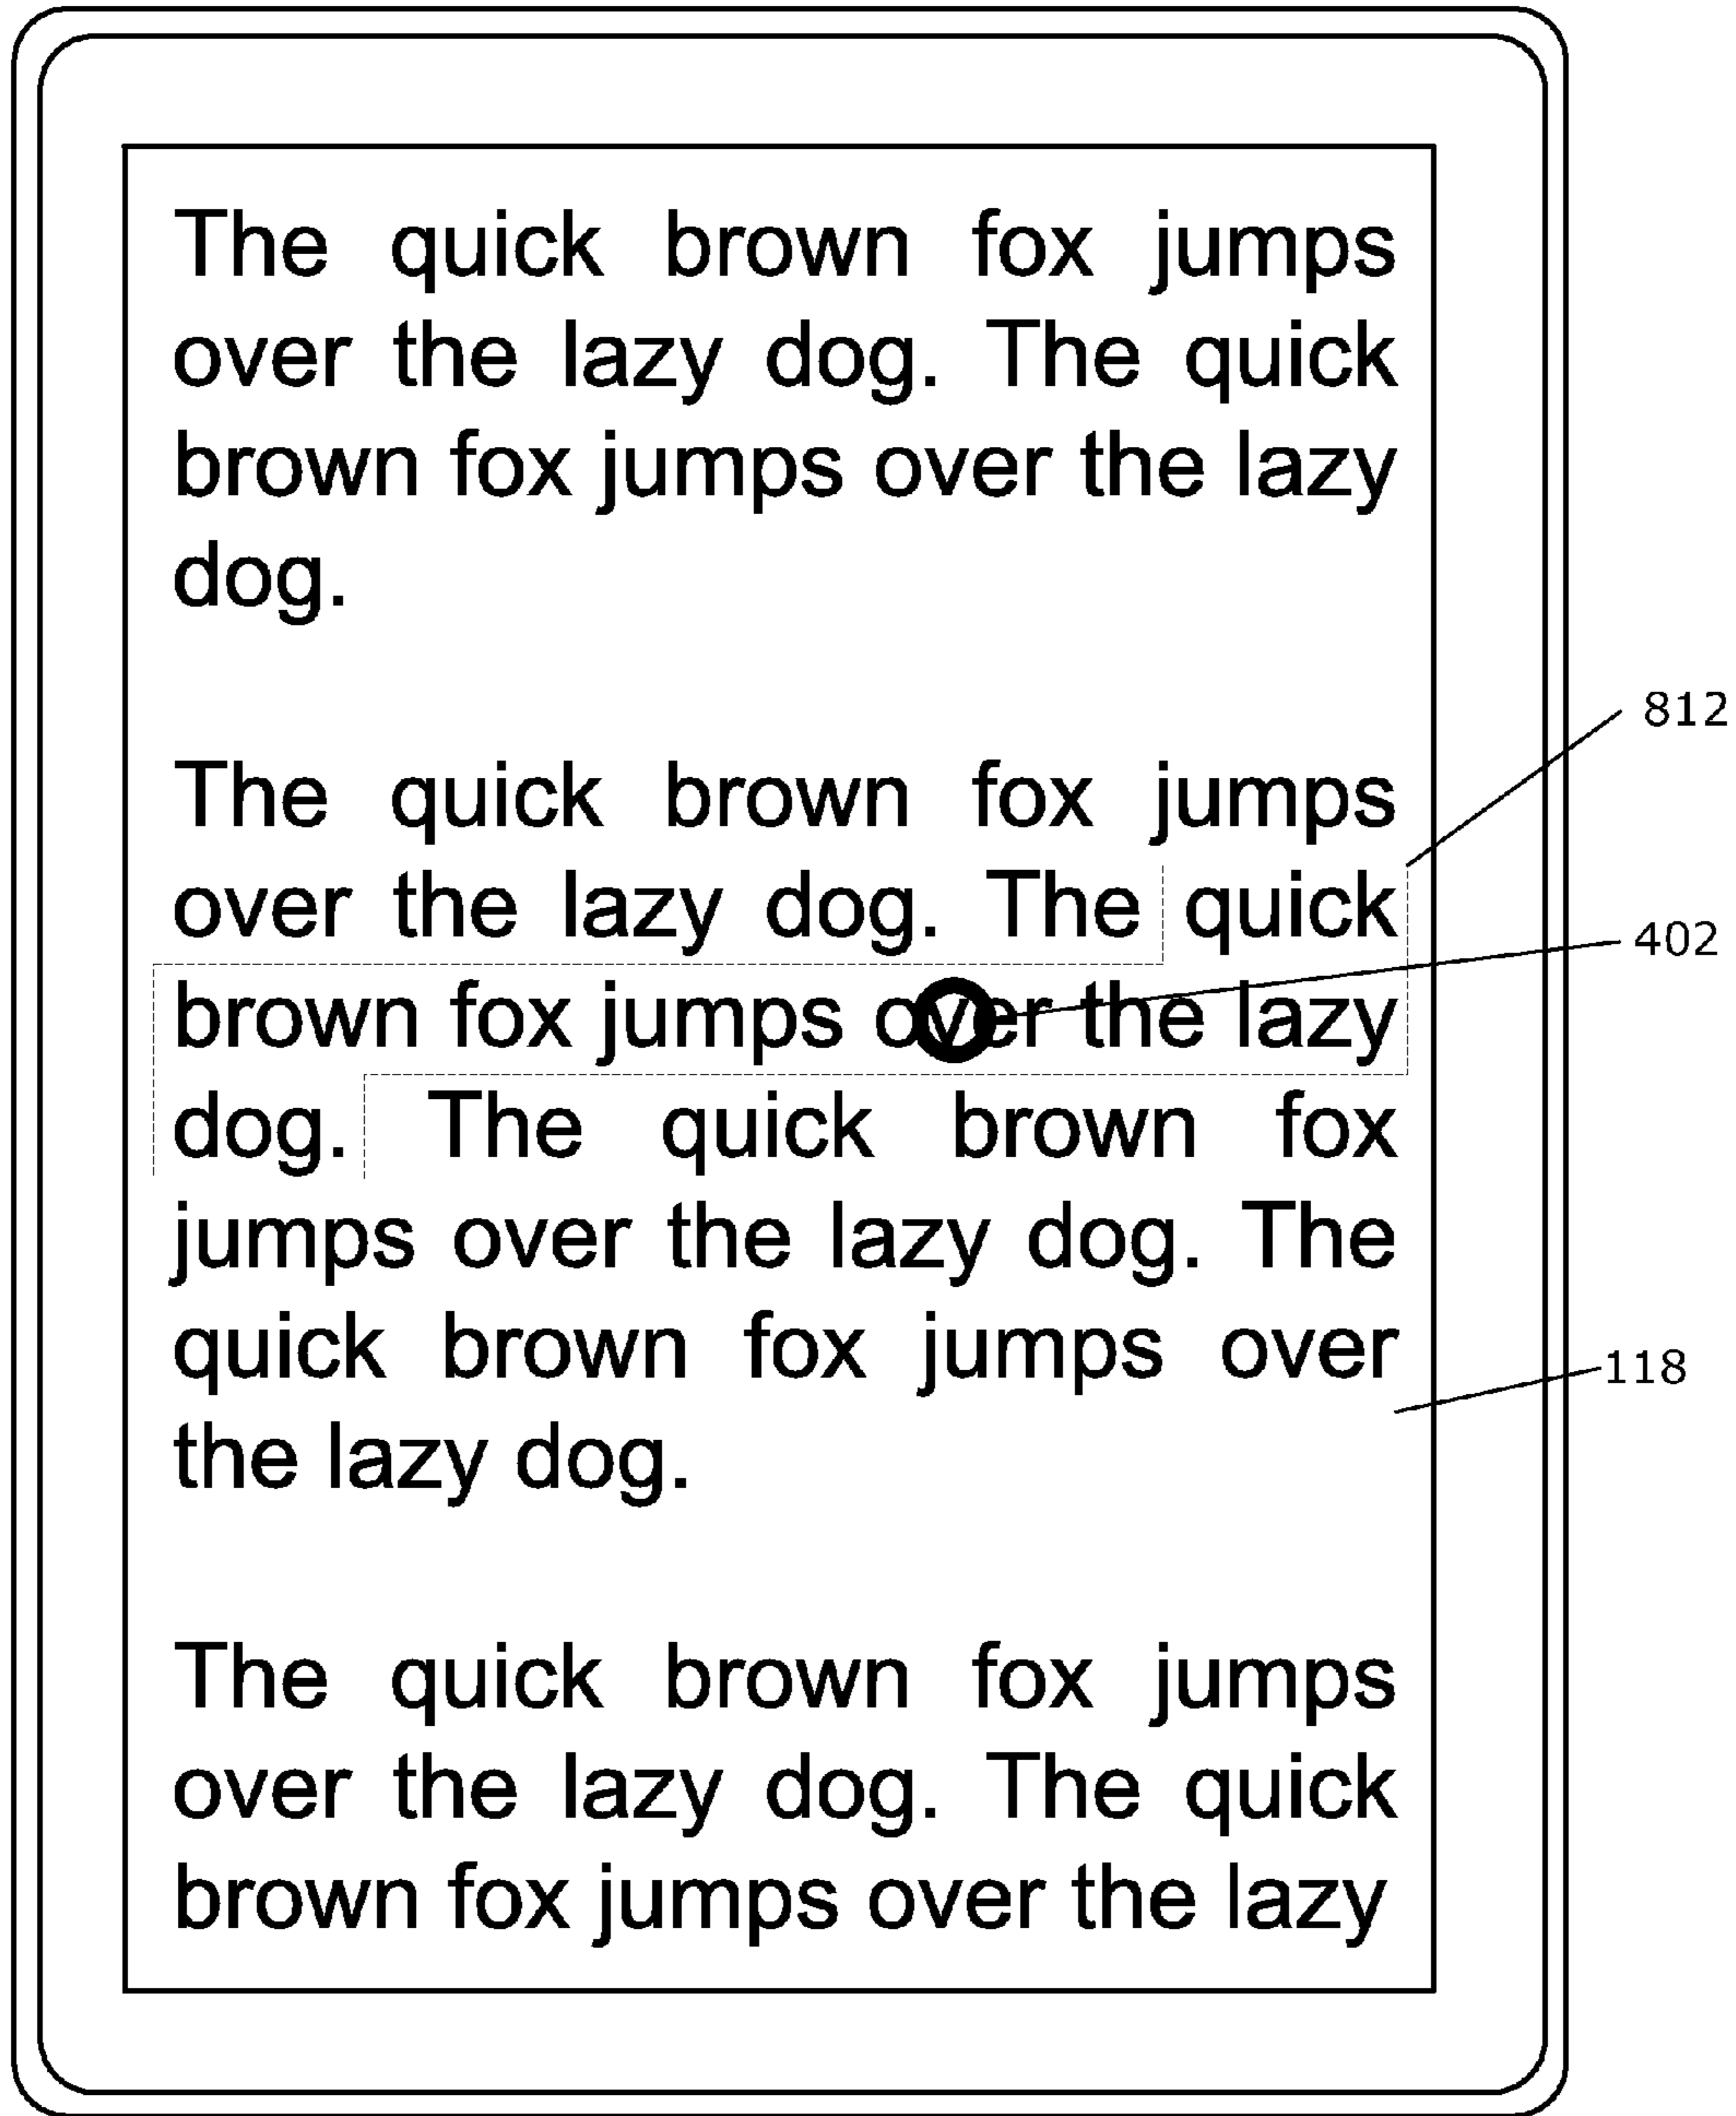 The quick brown fox jumps
over the lazy dog. The quick
brown fox jumps over the lazy
dog.
The quick brown fox jumps
over the lazy dog. The quick
brown fox jumps over the lazy
dog. The quick brown fox
jumps over the lazy dog. The
quick brown fox jumps over
the lazy dog.
The quick brown fox jumps
over the lazy dog. The quick
brown fox jumps over the lazy
812
402
118